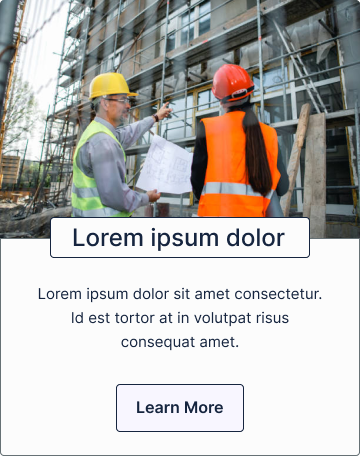 Lorem ipsum dolor
Lorem ipsum dolor sit amet consectetur.
Id est tortor at in volutpat risus
consequat amet.
Learn More